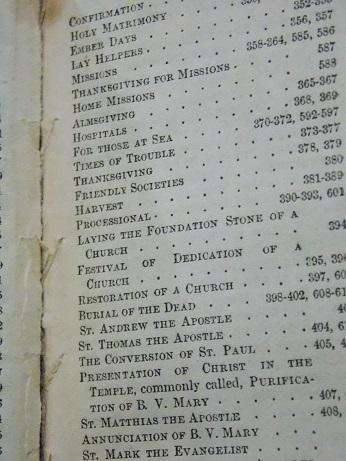 CONFIRMATION
HOLY MATRIMONY
EMBER DAYS 352-355
LAY HELPERS 356, 357
MISSIONS 358-364, 585, 586
THANKSGIVING FOR MISSIONS 587
HOME MISSIONS 588
ALMSGIVING 365-367
HOSPITALS 368, 369
FOR THOSE AT SEA 370-372, 592-597
TIMES OF TROUBLE 373-377
THANKSGIVING 378, 379
FRIENDLY SOCIETIES 380
HARVEST 381-389
PROCESSIONAL 390-393, 601
LAYING THE FOUNDATION STONE OF A
CHURCH 394
FESTIVAL OF DEDICATION OF A
CHURCH 395,
RESTORATION OF A CHURCH 397,
BURIAL OF THE DEAD 398-402,
ST. ANDREW THE APOSTLE
ST. THOMAS THE APOSTLE 404,
THE CONVERSION OF ST. PAUL 405,
PRESENTATION OF CHRIST IN THE
TEMPLE, commonly called, PURIFICA-
TION OF B. V. MARY 407,
ST. MATTHIAS THE APOSTLE 408,
ANNUNCIATION OF B. V. MARY
ST. MARK THE EVANGELIST